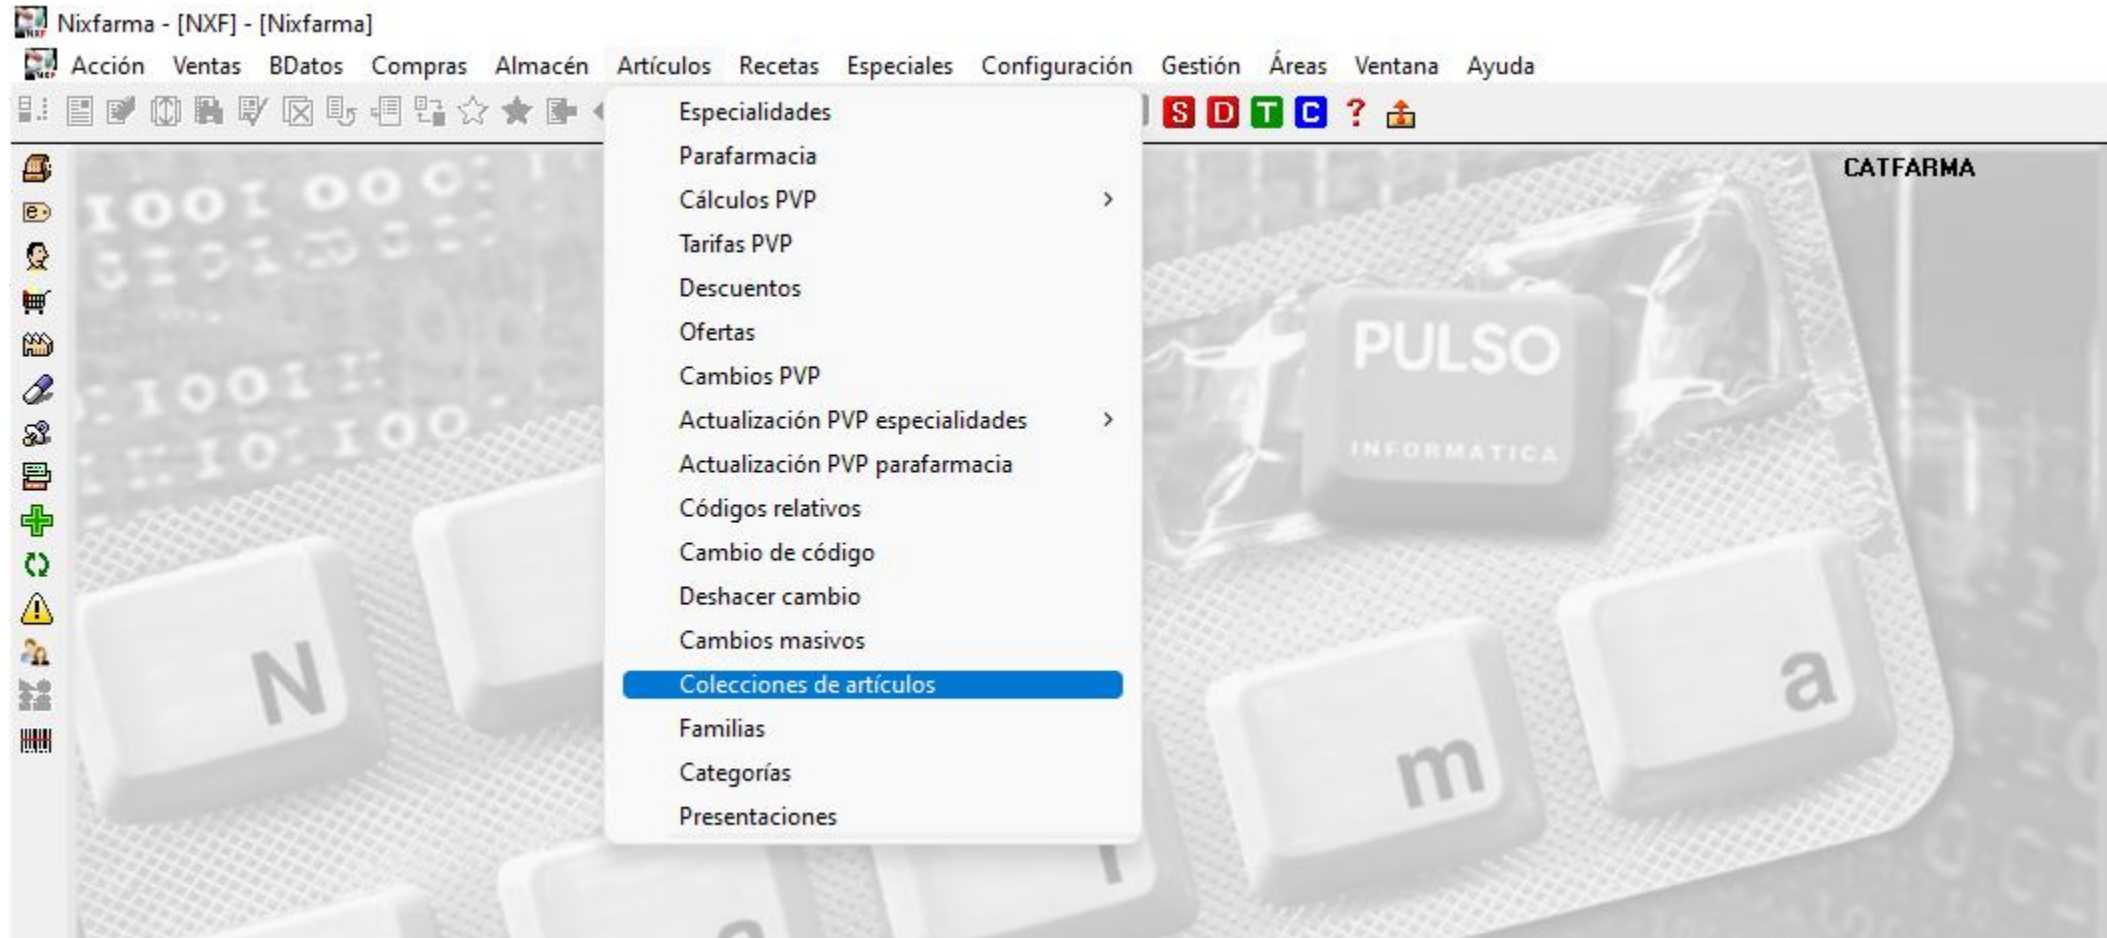 Nixfarma - [NXF] - [Nixfarma]
Acción Ventas BDatos Compras Almacén Artículos Recetas Especiales Configuración Gestión Áreas Ventana Ayuda
S D T C ?
CATFARMA
Especialidades
Parafarmacia
Cálculos PVP >
Tarifas PVP
Descuentos
Ofertas
Cambios PVP
Actualización PVP especialidades >
Actualización PVP parafarmacia
Códigos relativos
Cambio de código
Deshacer cambio
Cambios masivos
Colecciones de artículos
Familias
Categorías
Presentaciones
PULSO
INFORMATICA
N
m
a